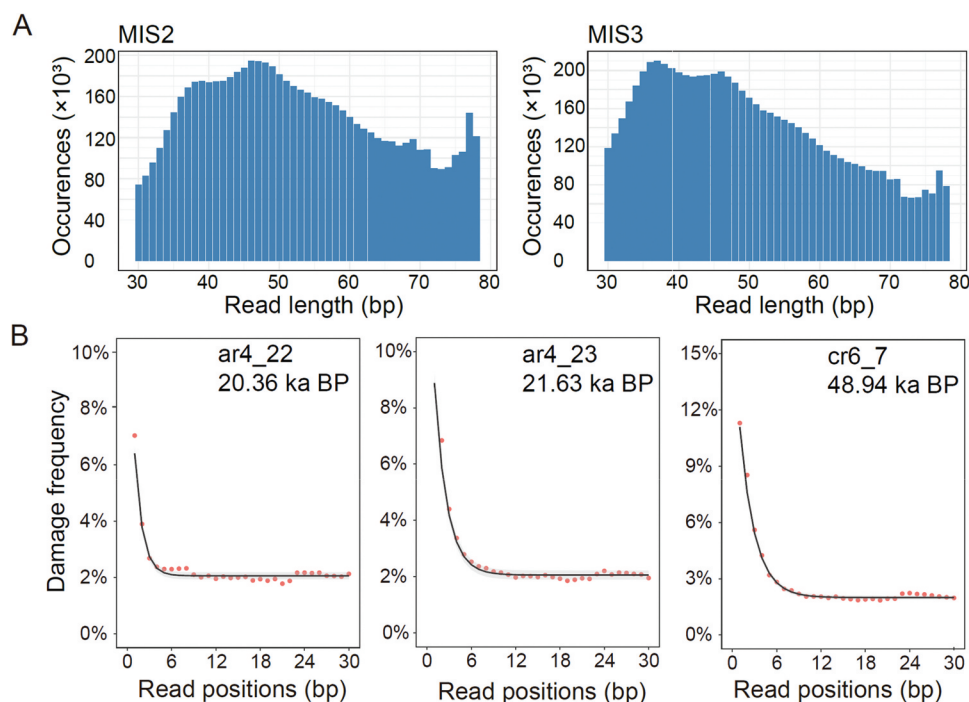 A
MIS2
MIS3
Occurences (×10³)
200
160
120
80
40
0
30 40 50 60 70 80
Read length (bp)
Occurences (×10³)
200
160
120
80
40
0
30 40 50 60 70 80
Read length (bp)
B
Damage frequency
10%
8%
6%
4%
2%
0%
ar4_22
20.36 ka BP
0 6 12 18 24 30
Read positions (bp)
10%
8%
6%
4%
2%
0%
ar4_23
21.63 ka BP
0 6 12 18 24 30
Read positions (bp)
15%
12%
9%
6%
3%
0%
cr6_7
48.94 ka BP
0 6 12 18 24 30
Read positions (bp)